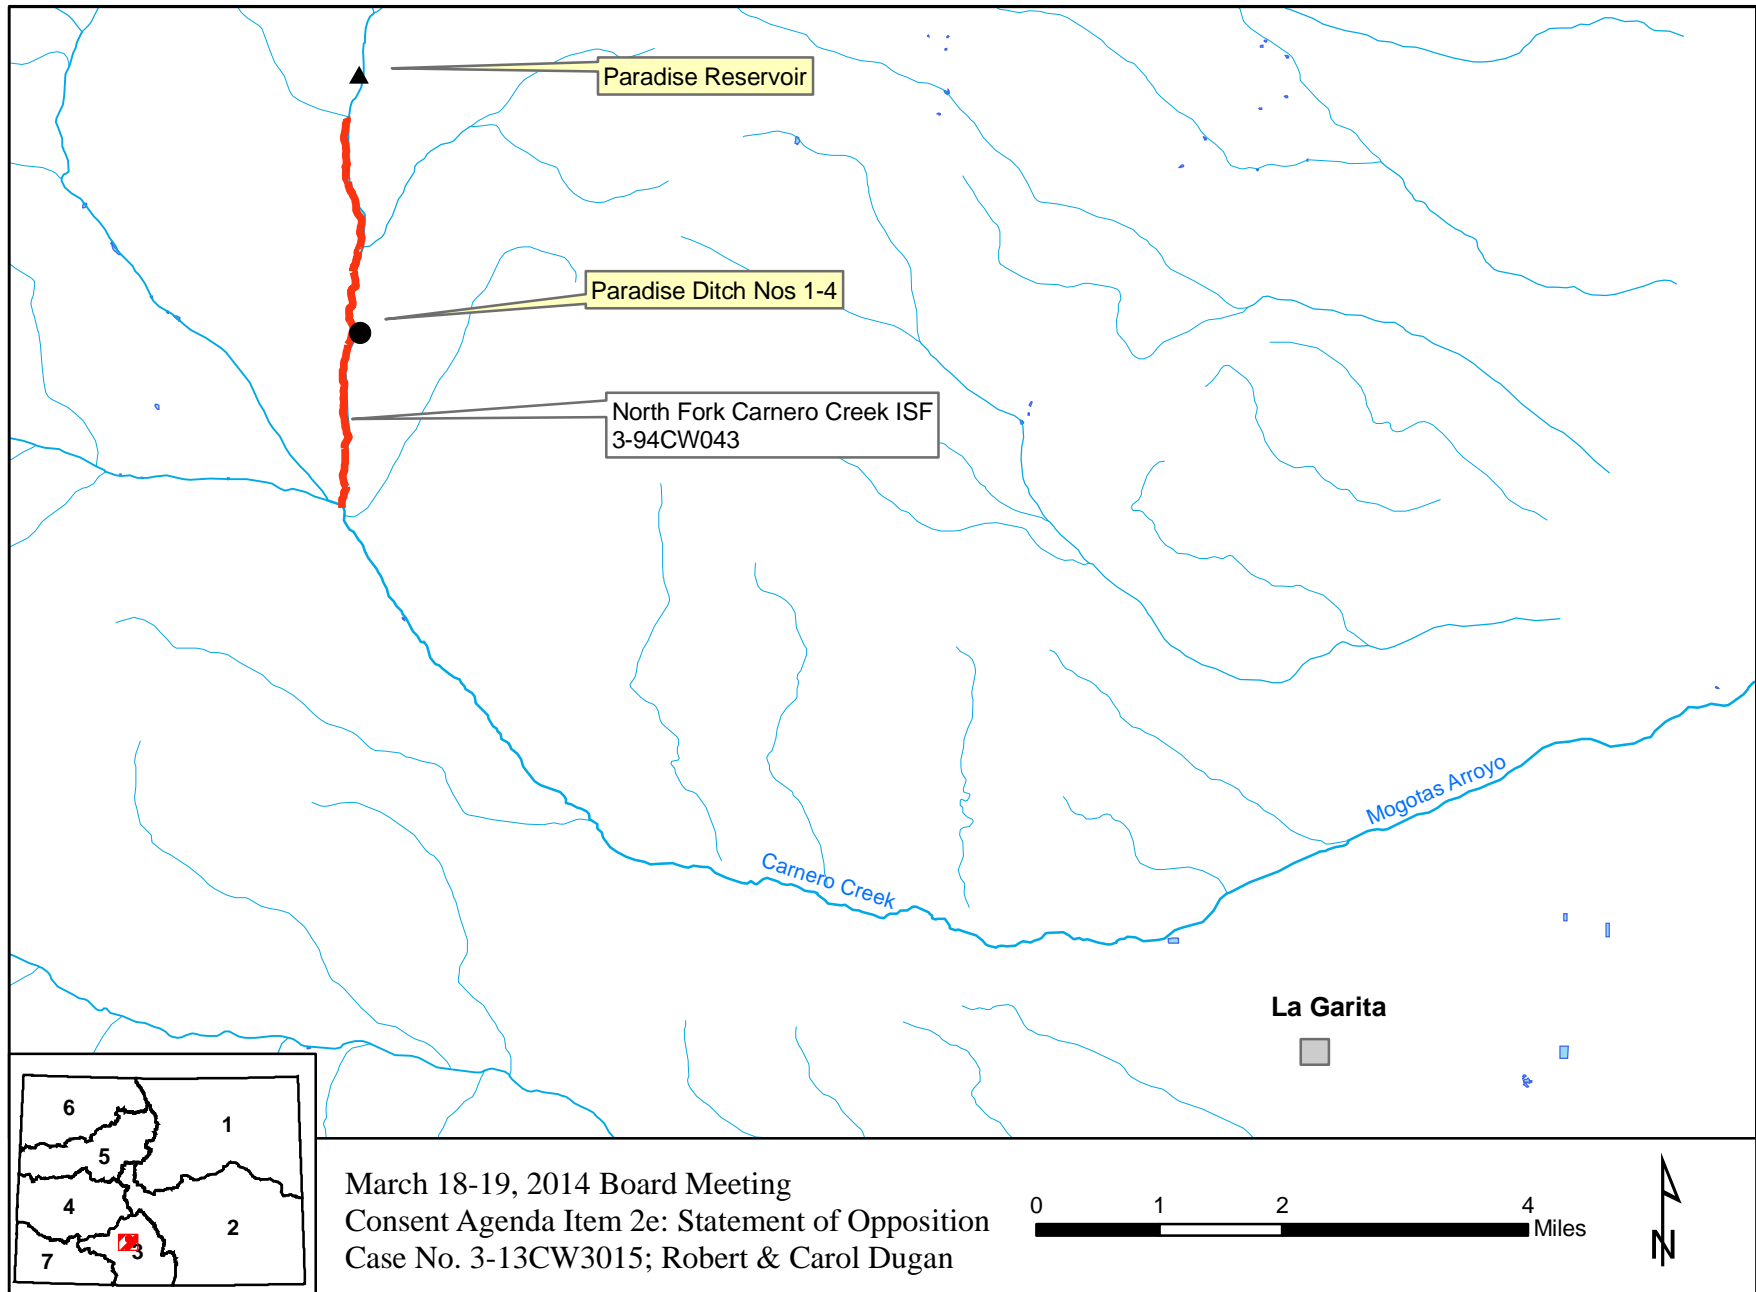 Paradise Reservoir
Paradise Ditch Nos 1-4
North Fork Carnero Creek ISF
3-94CW043
Mogotas Arroyo
Carnero Creek
La Garita
6
1
5
4
2
3
7
March 18-19, 2014 Board Meeting
Consent Agenda Item 2e: Statement of Opposition
Case No. 3-13CW3015; Robert & Carol Dugan
0 1 2 4
Miles
N